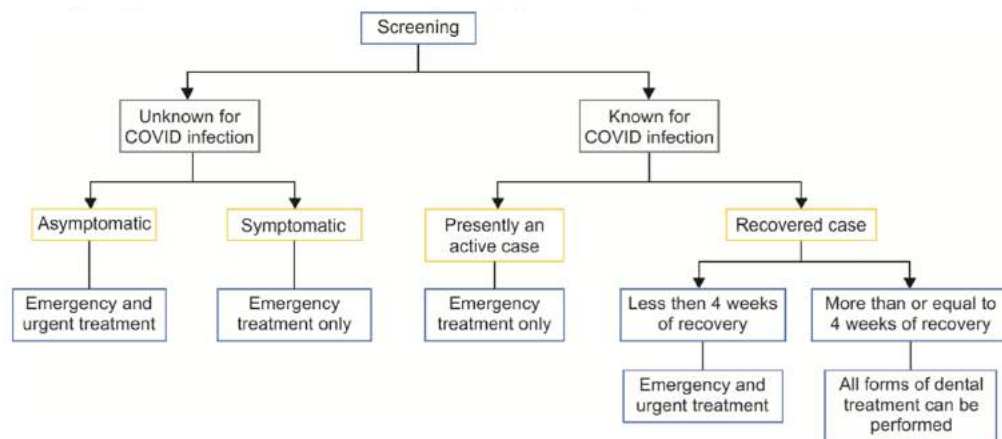 Screening
Unknown for
COVID infection
Known for
COVID infection
Asymptomatic
Symptomatic
Presently an
active case
Recovered case
Emergency and
urgent treatment
Emergency
treatment only
Emergency
treatment only
Less then 4 weeks
of recovery
More than or equal to
4 weeks of recovery
Emergency and
urgent treatment
All forms of dental
treatment can be
performed